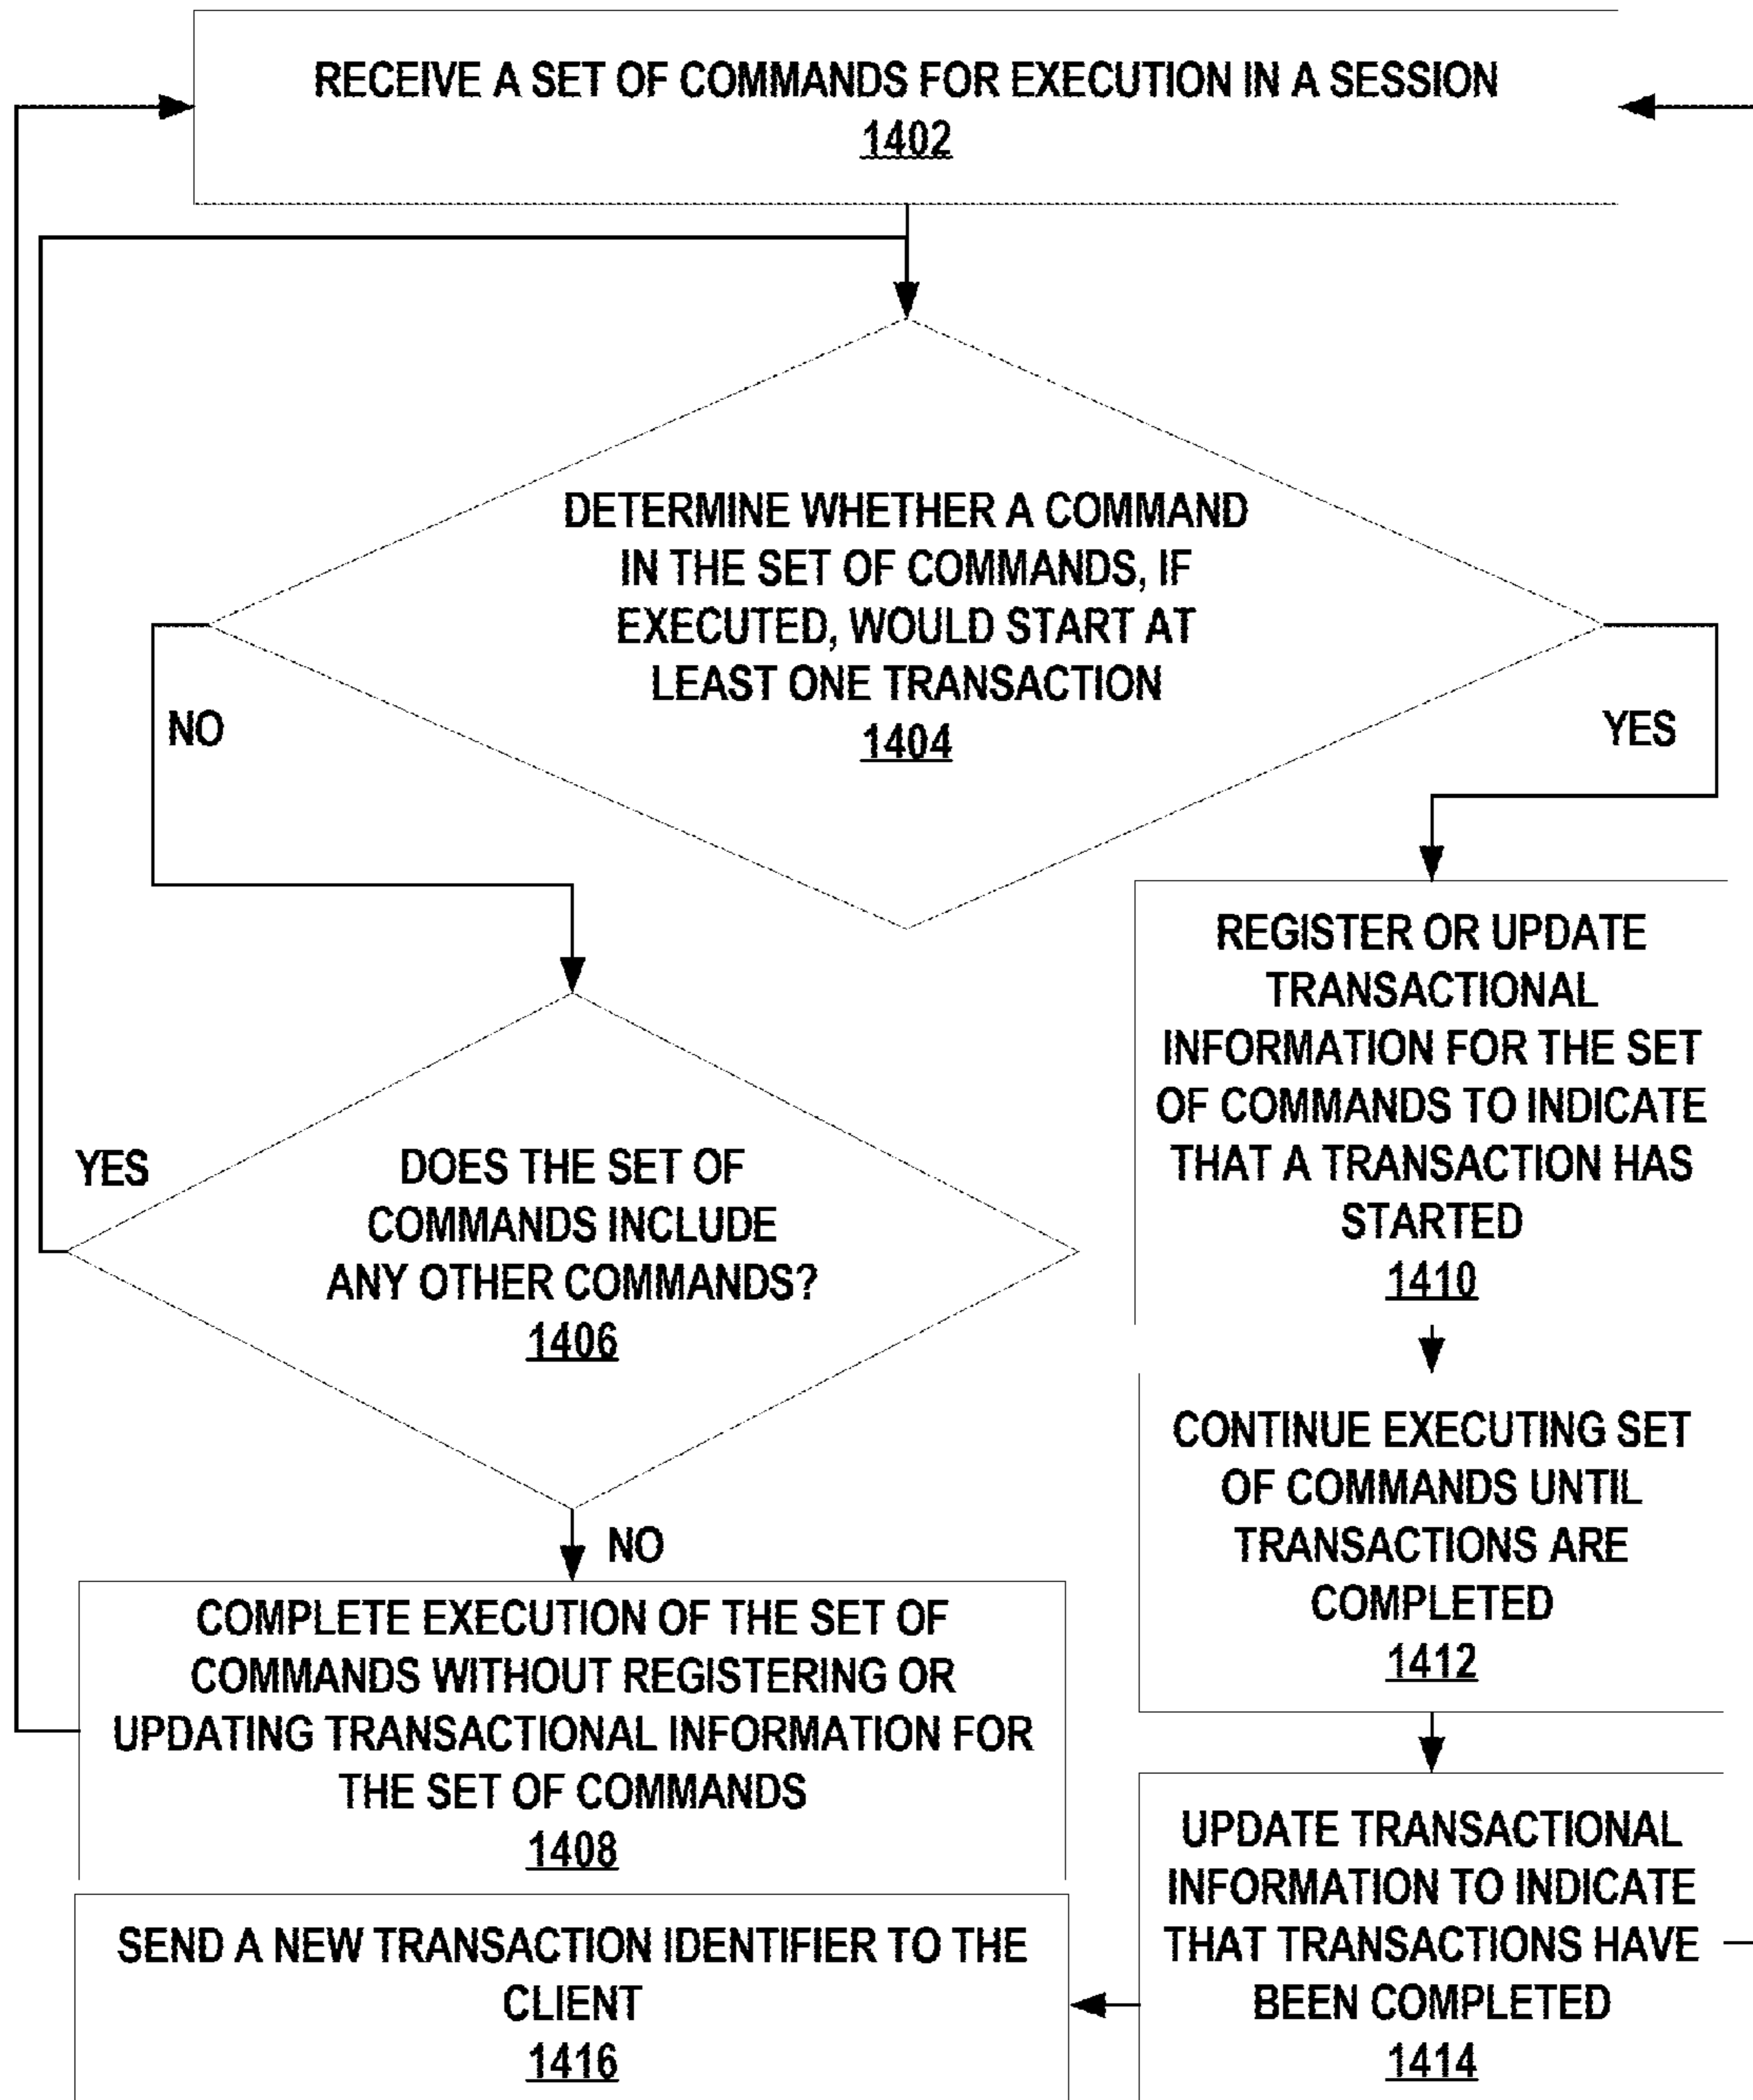 RECEIVE A SET OF COMMANDS FOR EXECUTION IN A SESSION
1402
DETERMINE WHETHER A COMMAND
IN THE SET OF COMMANDS, IF
EXECUTED, WOULD START AT
LEAST ONE TRANSACTION
1404
NO
YES
DOES THE SET OF
COMMANDS INCLUDE
ANY OTHER COMMANDS?
1406
YES
NO
COMPLETE EXECUTION OF THE SET OF
COMMANDS WITHOUT REGISTERING OR
UPDATING TRANSACTIONAL INFORMATION FOR
THE SET OF COMMANDS
1408
REGISTER OR UPDATE
TRANSACTIONAL
INFORMATION FOR THE SET
OF COMMANDS TO INDICATE
THAT A TRANSACTION HAS
STARTED
1410
CONTINUE EXECUTING SET
OF COMMANDS UNTIL
TRANSACTIONS ARE
COMPLETED
1412
UPDATE TRANSACTIONAL
INFORMATION TO INDICATE
THAT TRANSACTIONS HAVE
BEEN COMPLETED
1414
SEND A NEW TRANSACTION IDENTIFIER TO THE
CLIENT
1416